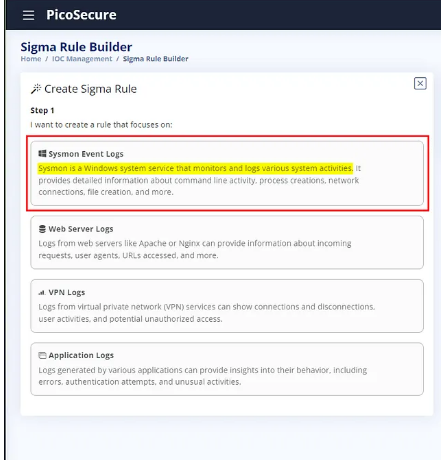 PicoSecure
Sigma Rule Builder
Home / IOC Management / Sigma Rule Builder
Create Sigma Rule
Step 1
I want to create a rule that focuses on:
Sysmon Event Logs
Sysmon is a Windows system service that monitors and logs various system activities. It
provides detailed information about command line activity, process creations, network
connections, file creation, and more.
Web Server Logs
Logs from web servers like Apache or Nginx can provide information about incoming
requests, user agents, URLs accessed, and more.
VPN Logs
Logs from virtual private network (VPN) services can show connections and disconnections,
user activities, and potential unauthorized access.
Application Logs
Logs generated by various applications can provide insights into their behavior, including
errors, authentication attempts, and unusual activities.